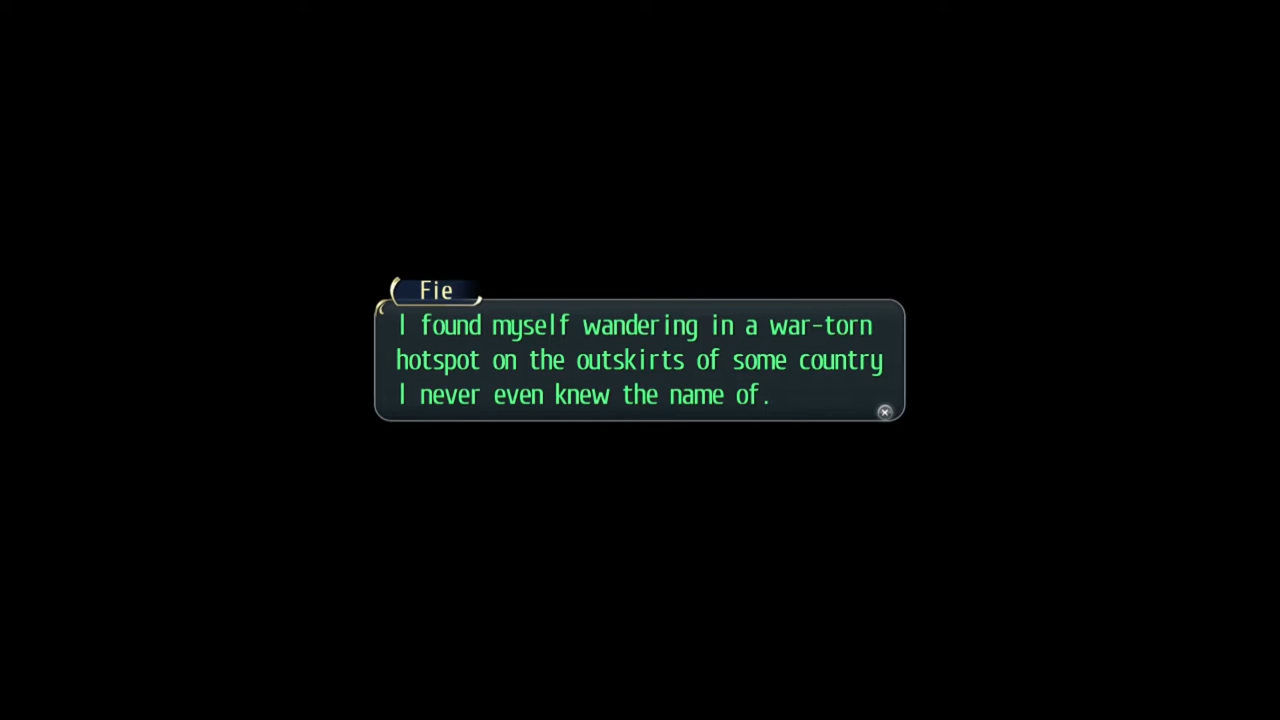 Fie
I found myself wandering in a war-torn
hotspot on the outskirts of some country
I never even knew the name of.